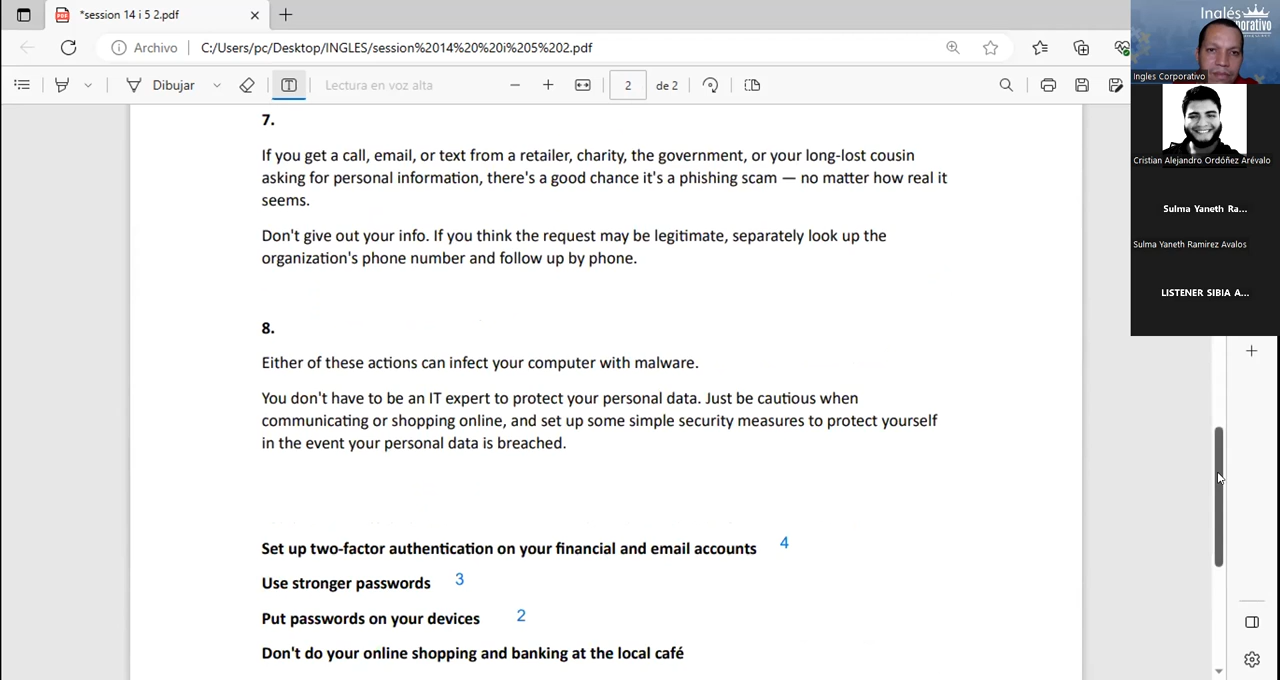 *session 14 i 5 2.pdf
Archivo
C:/Users/pc/Desktop/INGLES/session%2014%20%20i%205%202.pdf
Dibujar
Lectura en voz alta
2
de 2
7.
If you get a call, email, or text from a retailer, charity, the government, or your long-lost cousin
asking for personal information, there's a good chance it's a phishing scam — no matter how real it
seems.
Don't give out your info. If you think the request may be legitimate, separately look up the
organization's phone number and follow up by phone.
8.
Either of these actions can infect your computer with malware.
You don't have to be an IT expert to protect your personal data. Just be cautious when
communicating or shopping online, and set up some simple security measures to protect yourself
in the event your personal data is breached.
Set up two-factor authentication on your financial and email accounts 4
Use stronger passwords 3
Put passwords on your devices 2
Don't do your online shopping and banking at the local café
Inglés
Ingles Corporativo
Cristian Alejandro Ordóñez Arévalo
Sulma Yaneth Ra...
Sulma Yaneth Ramirez Avalos
LISTENER SIBIA A...